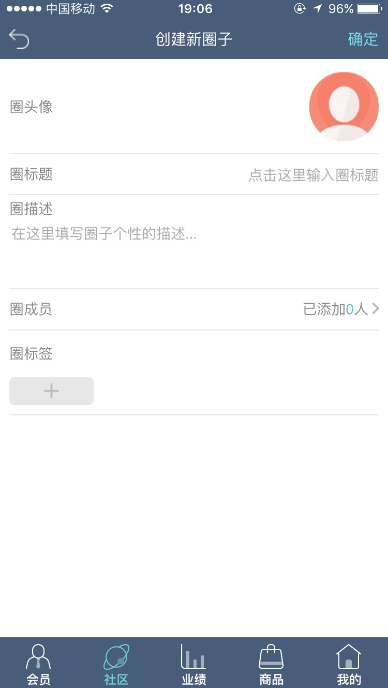 中国移动 19:06 96%
创建新圈子 确定
圈头像
圈标题 点击这里输入圈标题
圈描述
在这里填写圈子个性的描述...
圈成员 已添加0人
圈标签
会员 社区 业绩 商品 我的